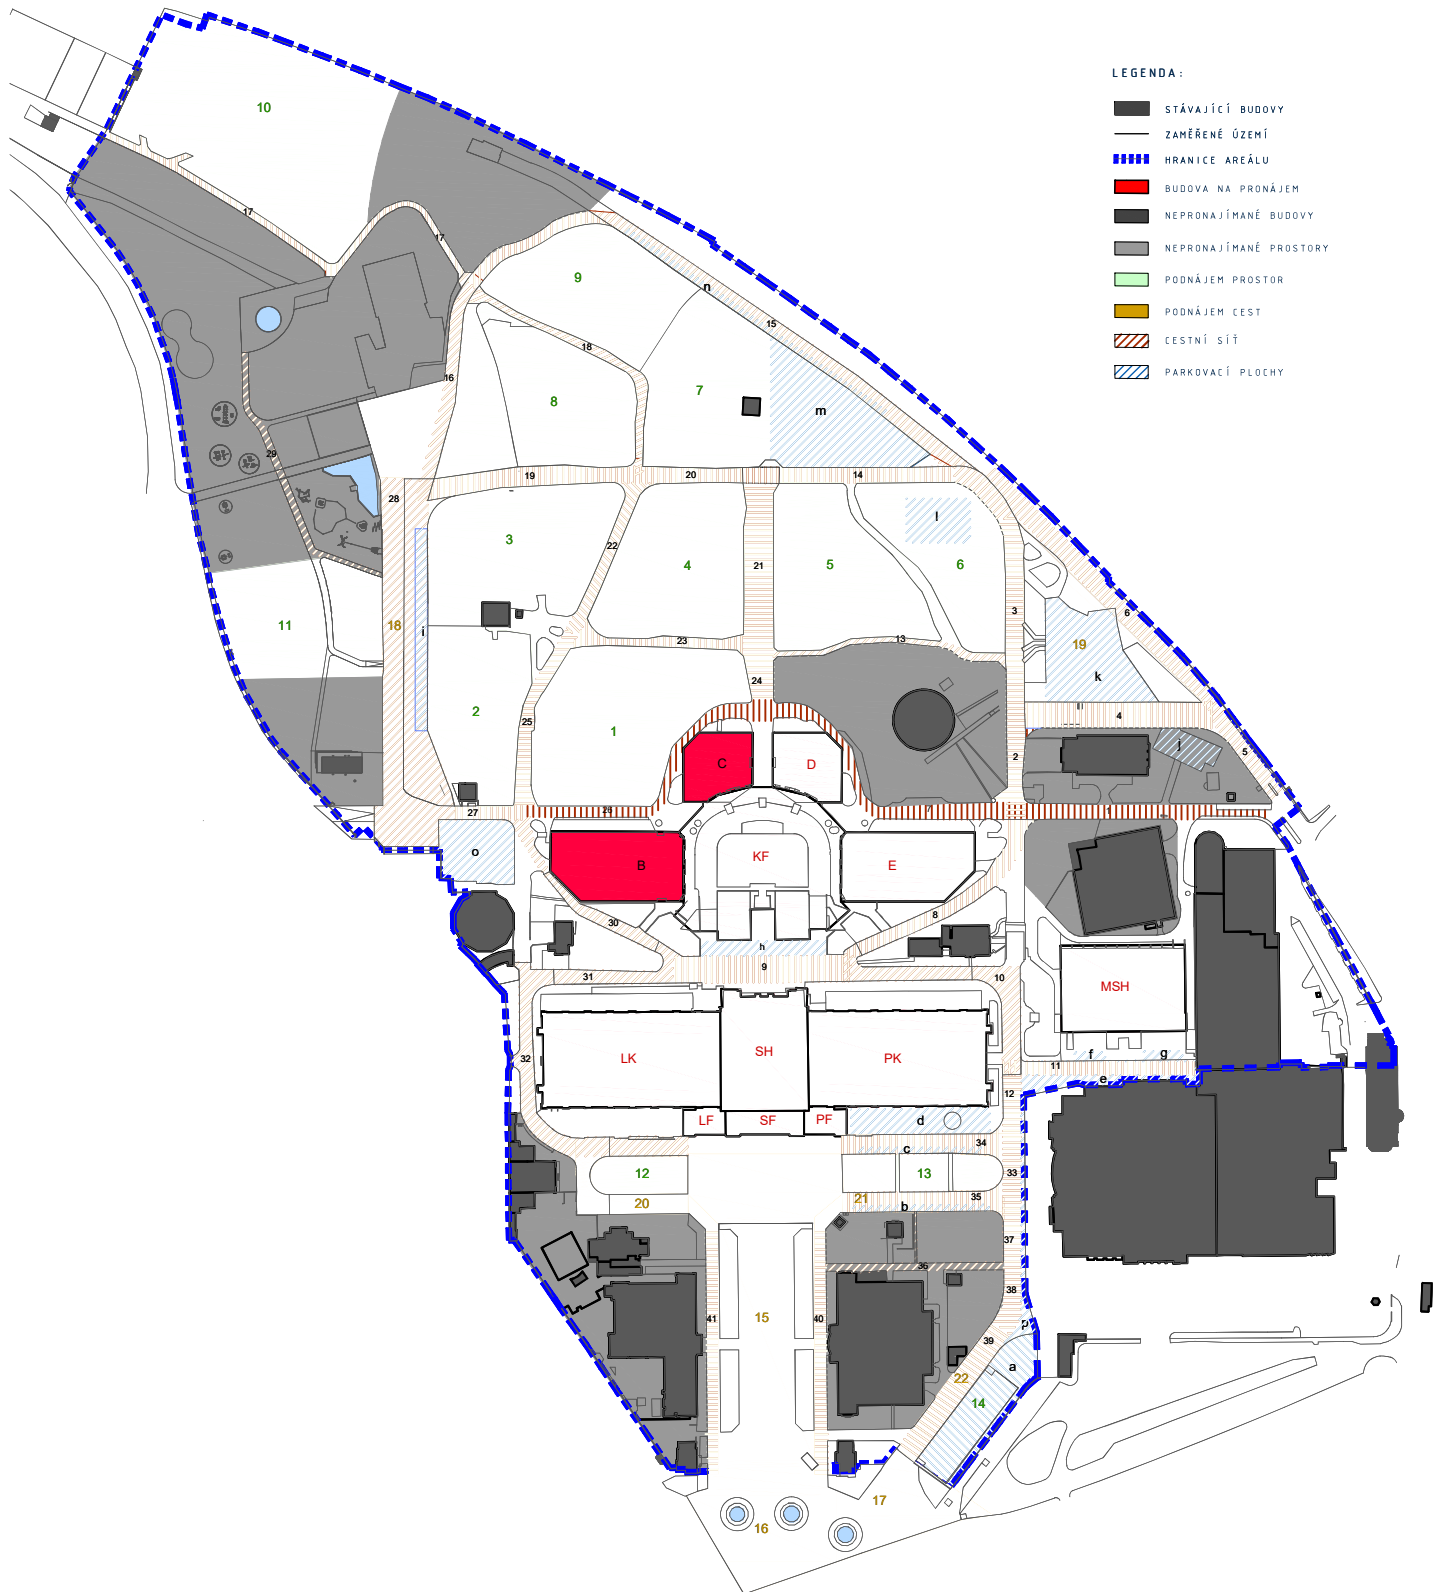 LEGENDA:
STÁVAJÍCÍ BUDOVY
ZAMĚŘENÉ ÚZEMÍ
HRANICE AREÁLU
BUDOVA NA PRONÁJEM
NEPRONAJÍMANÉ BUDOVY
NEPRONAJÍMANÉ PROSTORY
PODNÁJEM PROSTOR
PODNÁJEM CEST
CESTNÍ SÍŤ
PARKOVACÍ PLOCHY
10
17
17
9
n
15
18
16
8
7
m
29
28
19
20
14
l
3
22
4
21
5
6
3
6
11
18
i
23
13
19
k
24
2
25
1
4
5
j
2
C
D
27
26
7
1
o
B
KF
E
30
8
h
9
31
10
MSH
32
LK
SH
PK
f
g
11
e
12
LF
SF
PF
d
34
c
12
13
33
20
21
35
b
37
36
38
41
15
40
p
39
22
a
14
17
16